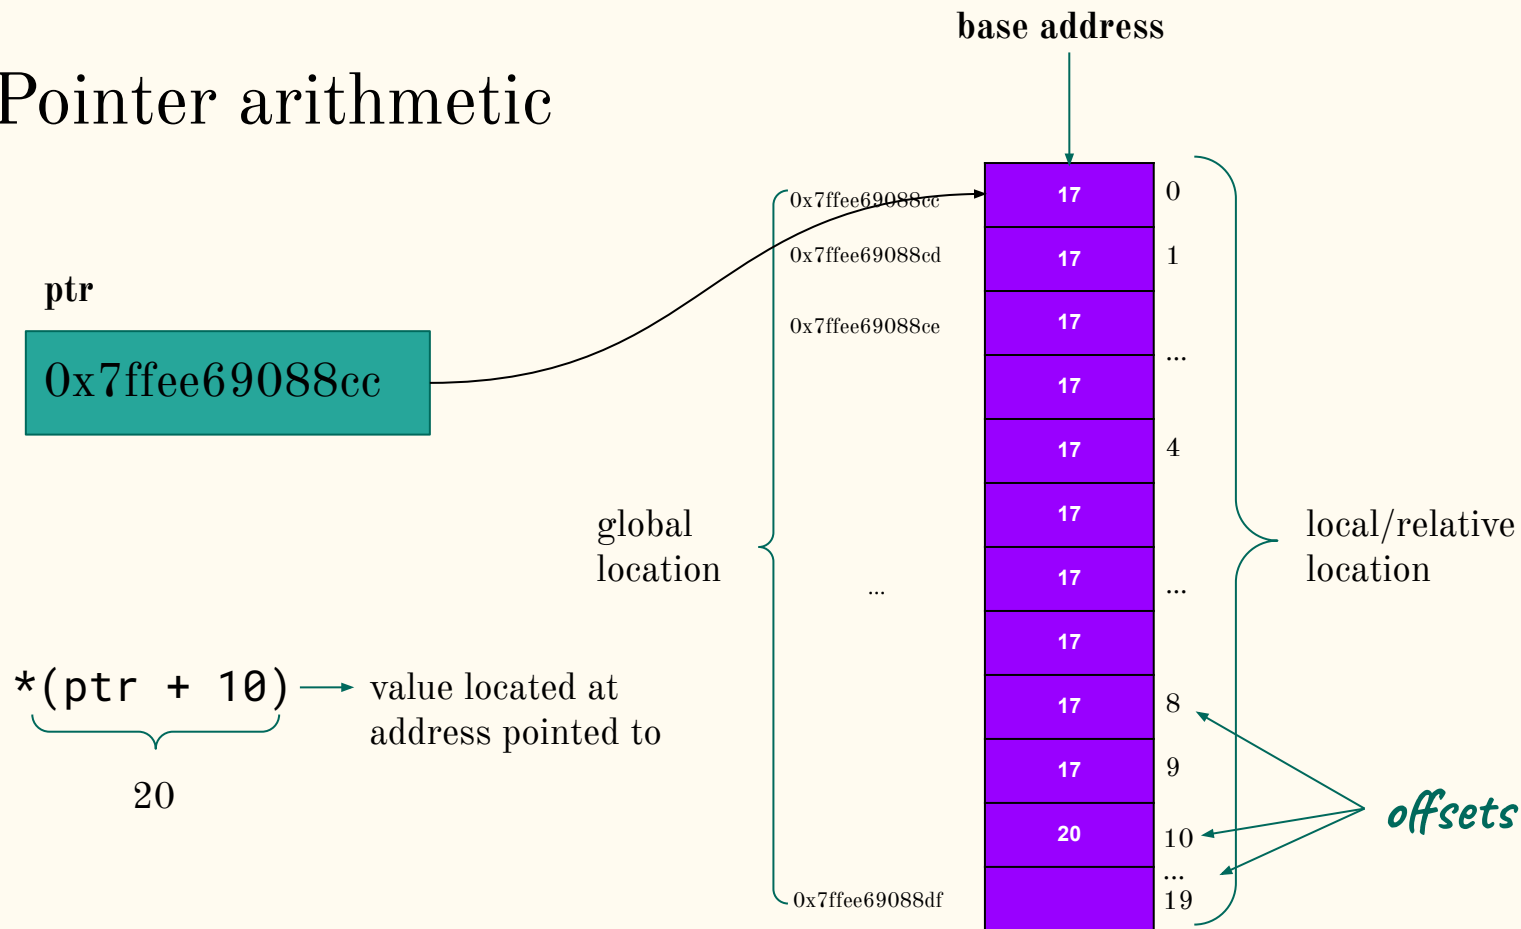 base address
Pointer arithmetic
ptr
0x7ffee69088cc
0x7ffee69088cc
0x7ffee69088cd
0x7ffee69088ce
...
0x7ffee69088df
global
location
17
17
17
17
17
17
17
17
17
17
20
0
1
...
4
...
8
9
10
...
19
local/relative
location
offsets
*(ptr + 10)
value located at
address pointed to
20